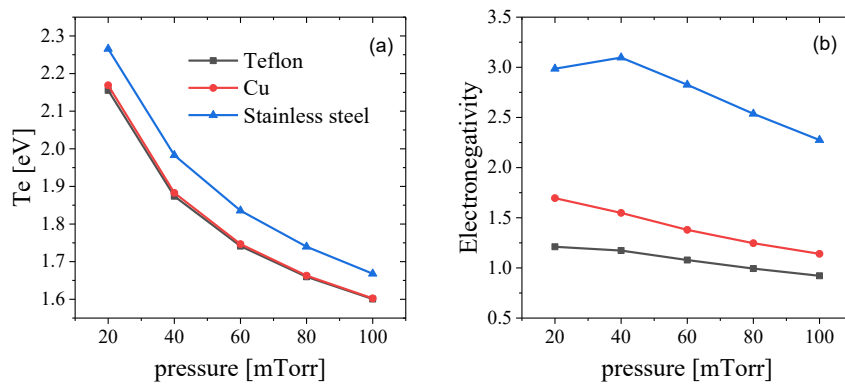 (a)
Teflon
Cu
Stainless steel
Te [eV]
2.3
2.2
2.1
2.0
1.9
1.8
1.7
1.6
20 40 60 80 100
pressure [mTorr]
(b)
Electronegativity
3.5
3.0
2.5
2.0
1.5
1.0
0.5
20 40 60 80 100
pressure [mTorr]